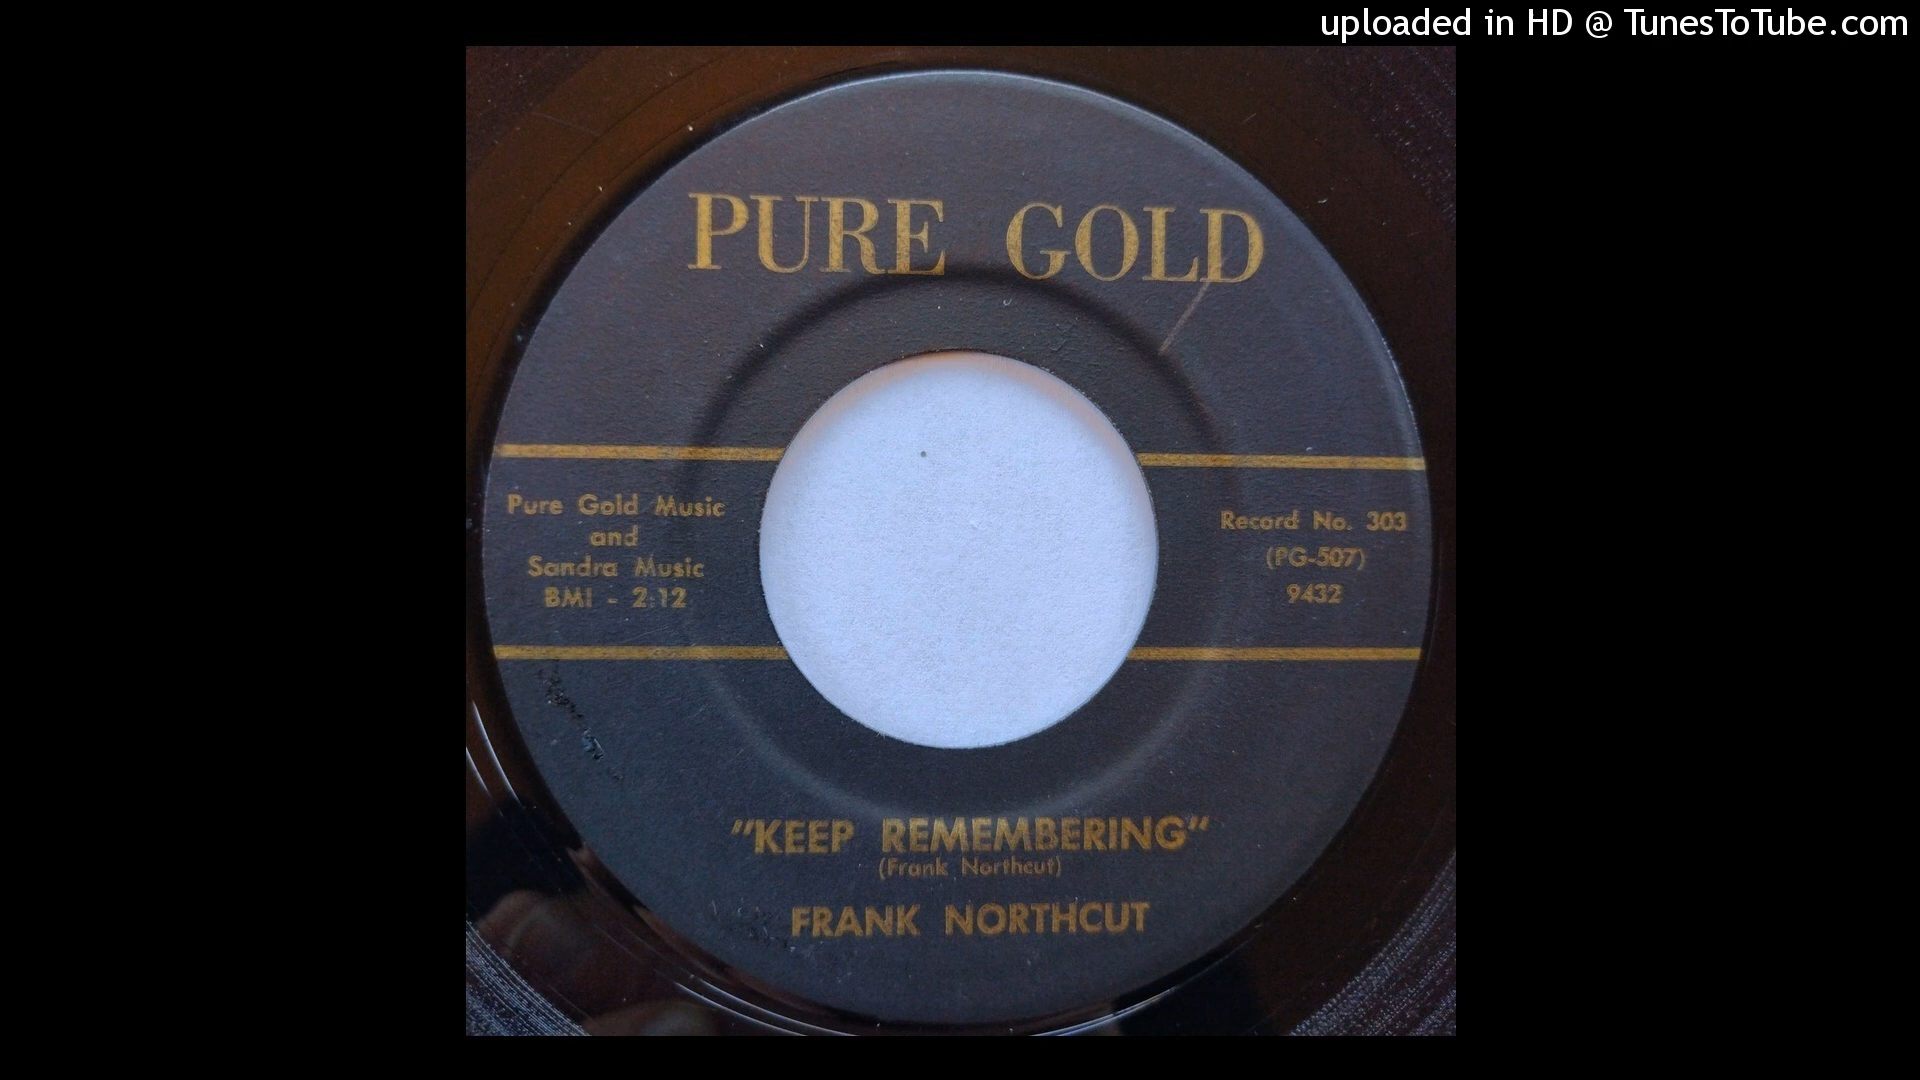 uploaded in HD @ TunesToTube.com
PURE GOLD
Pure Gold Music
and
Sandra Music
BMI - 2:12
Record No. 303
(PG-507)
9432
"KEEP REMEMBERING"
(Frank Northcut)
FRANK NORTHCUT